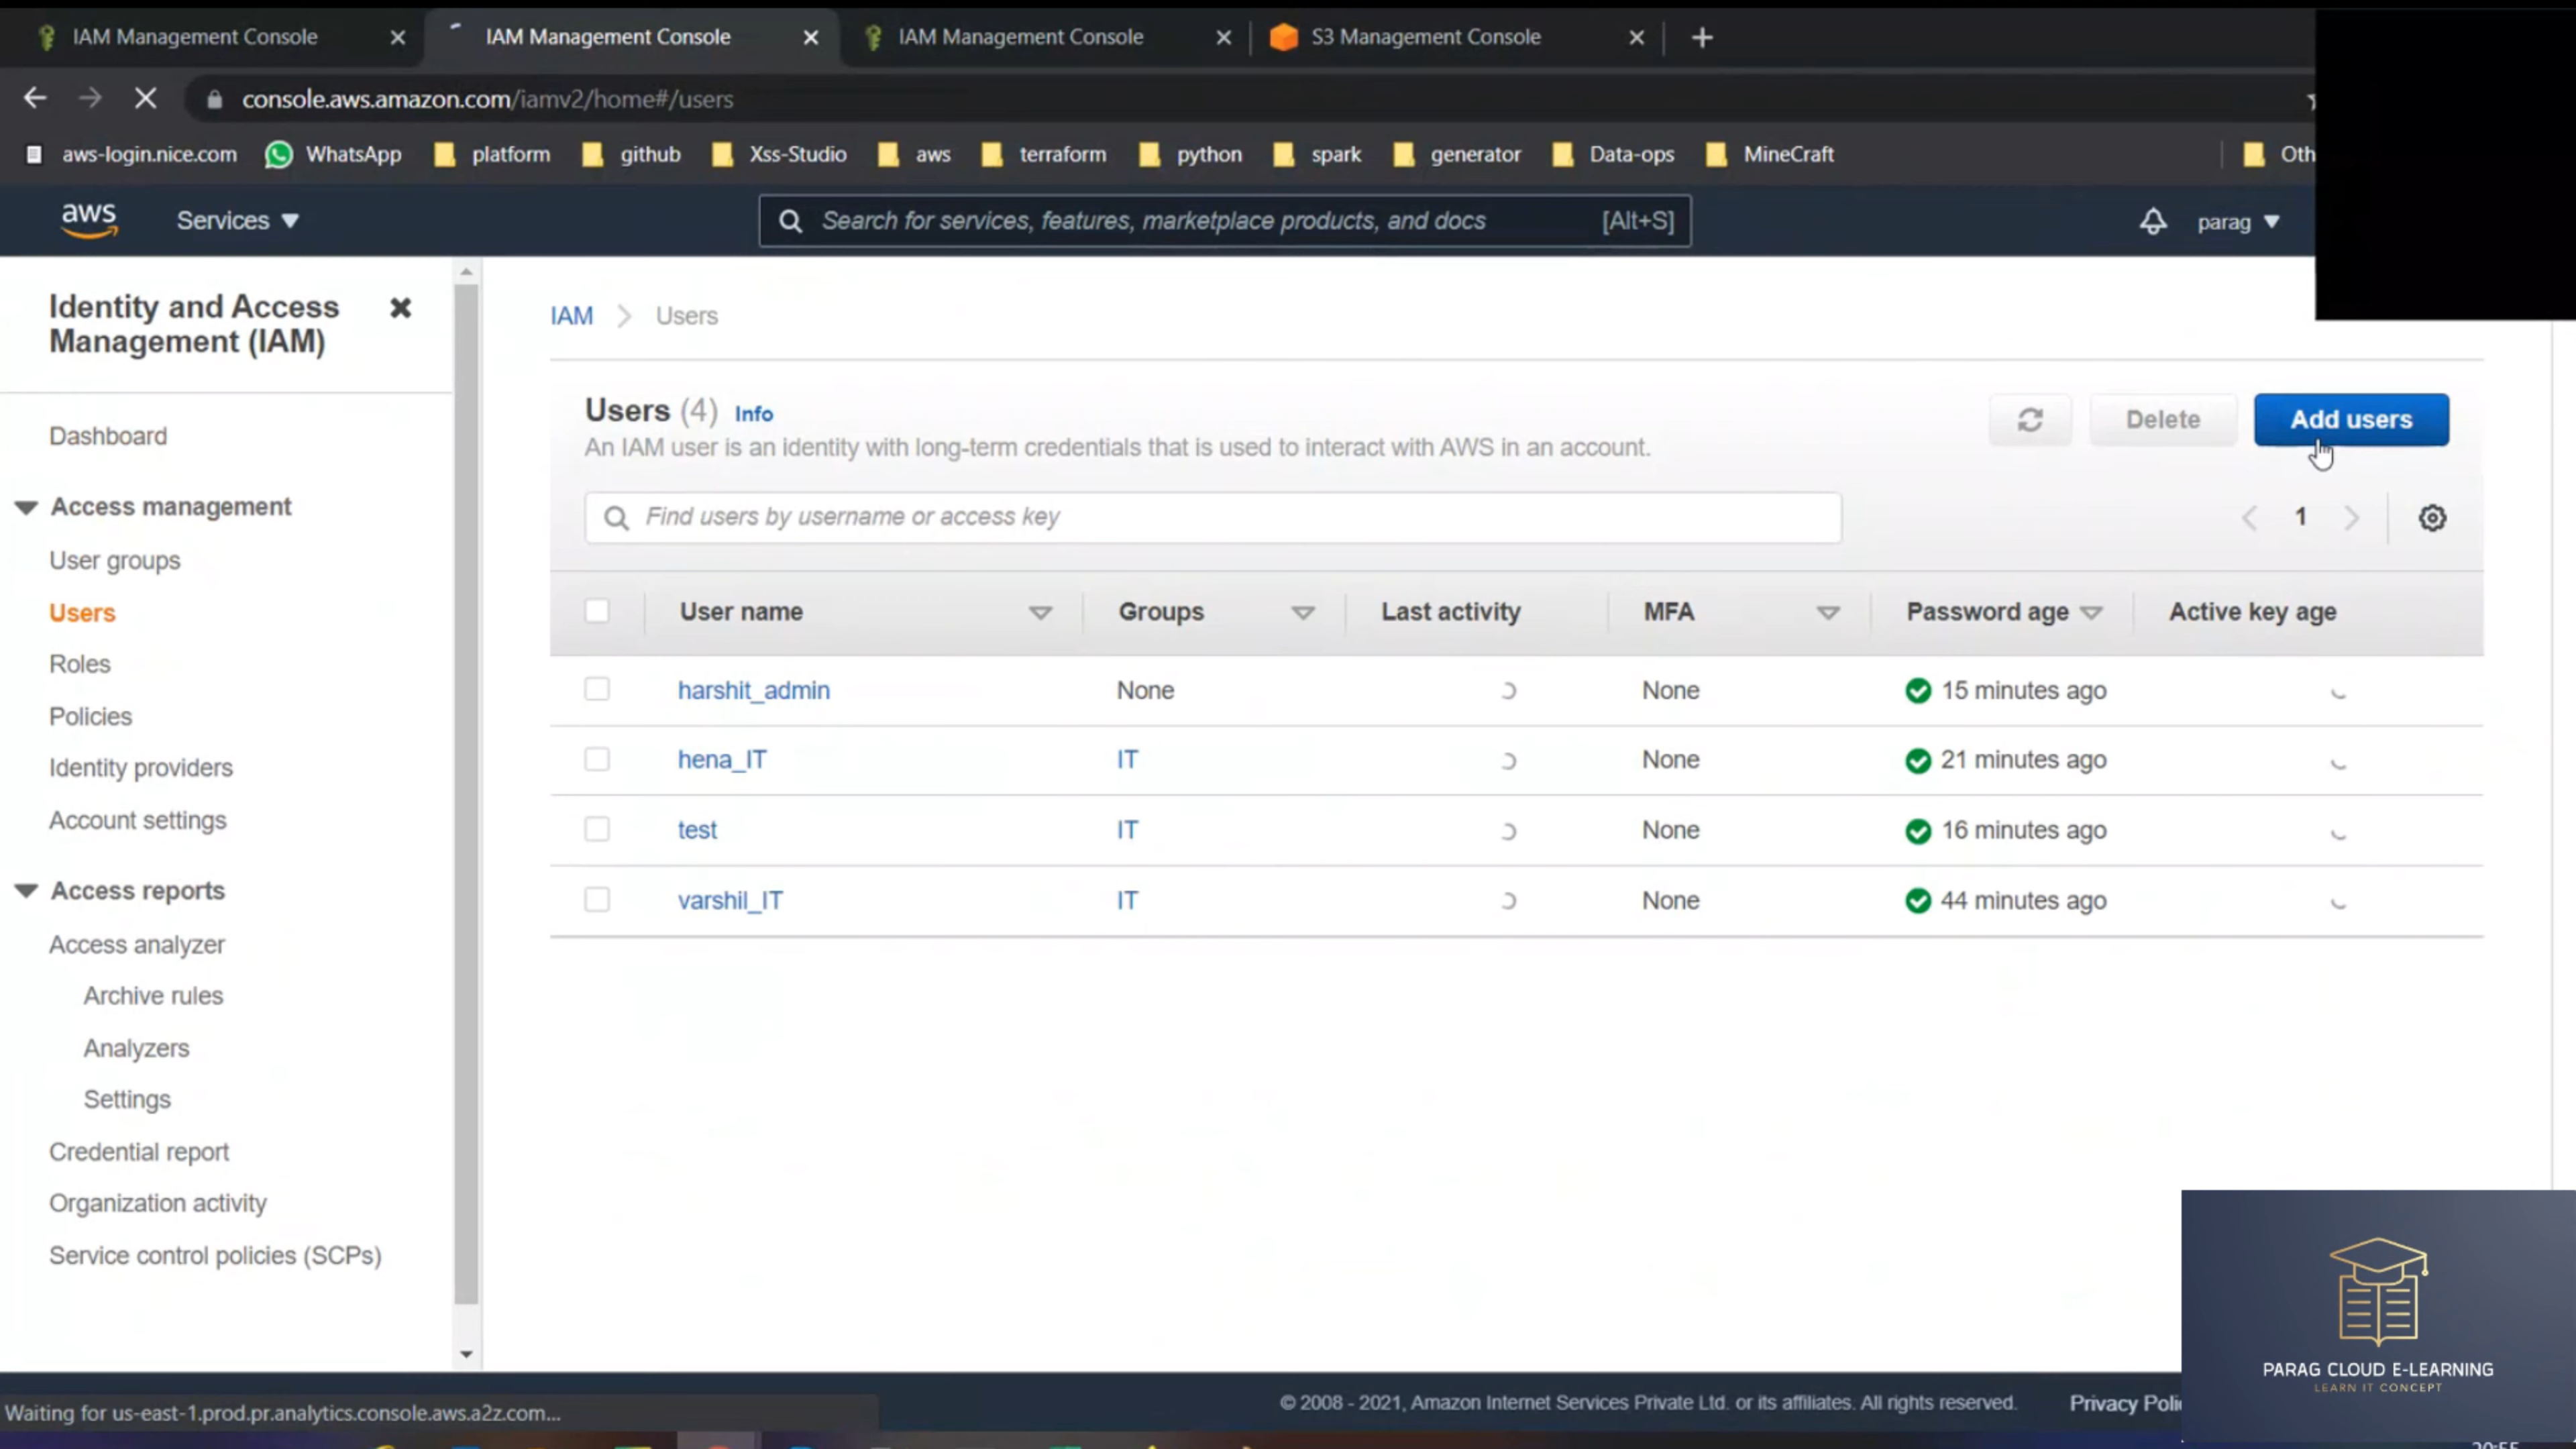 IAM Management Console
IAM Management Console
IAM Management Console
S3 Management Console
console.aws.amazon.com/iamv2/home#/users
aws-login.nice.com WhatsApp platform github Xss-Studio aws terraform python spark generator Data-ops MineCraft Oth
aws Services Search for services, features, marketplace products, and docs [Alt+S] parag
Identity and Access
Management (IAM)
Dashboard
Access management
User groups
Users
Roles
Policies
Identity providers
Account settings
Access reports
Access analyzer
Archive rules
Analyzers
Settings
Credential report
Organization activity
Service control policies (SCPs)
IAM > Users
Users (4) Info
An IAM user is an identity with long-term credentials that is used to interact with AWS in an account.
Delete
Add users
Find users by username or access key
1
User name Groups Last activity MFA Password age Active key age
harshit_admin None None 15 minutes ago
hena_IT IT None 21 minutes ago
test IT None 16 minutes ago
varshil_IT IT None 44 minutes ago
Waiting for us-east-1.prod.pr.analytics.console.aws.a2z.com...
© 2008 - 2021, Amazon Internet Services Private Ltd. or its affiliates. All rights reserved. Privacy Poli
PARAG CLOUD E-LEARNING
LEARN IT CONCEPT